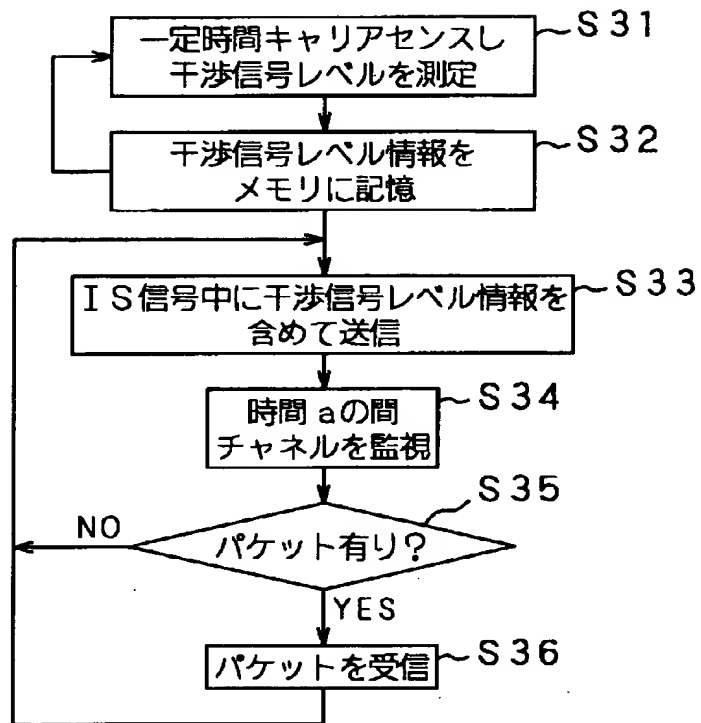 一定時間キャリアセンスし
干渉信号レベルを測定
S31
干渉信号レベル情報を
メモリに記憶
S32
IS信号中に干渉信号レベル情報を
含めて送信
S33
時間aの間
チャネルを監視
S34
パケット有り?
S35
NO
YES
パケットを受信
S36